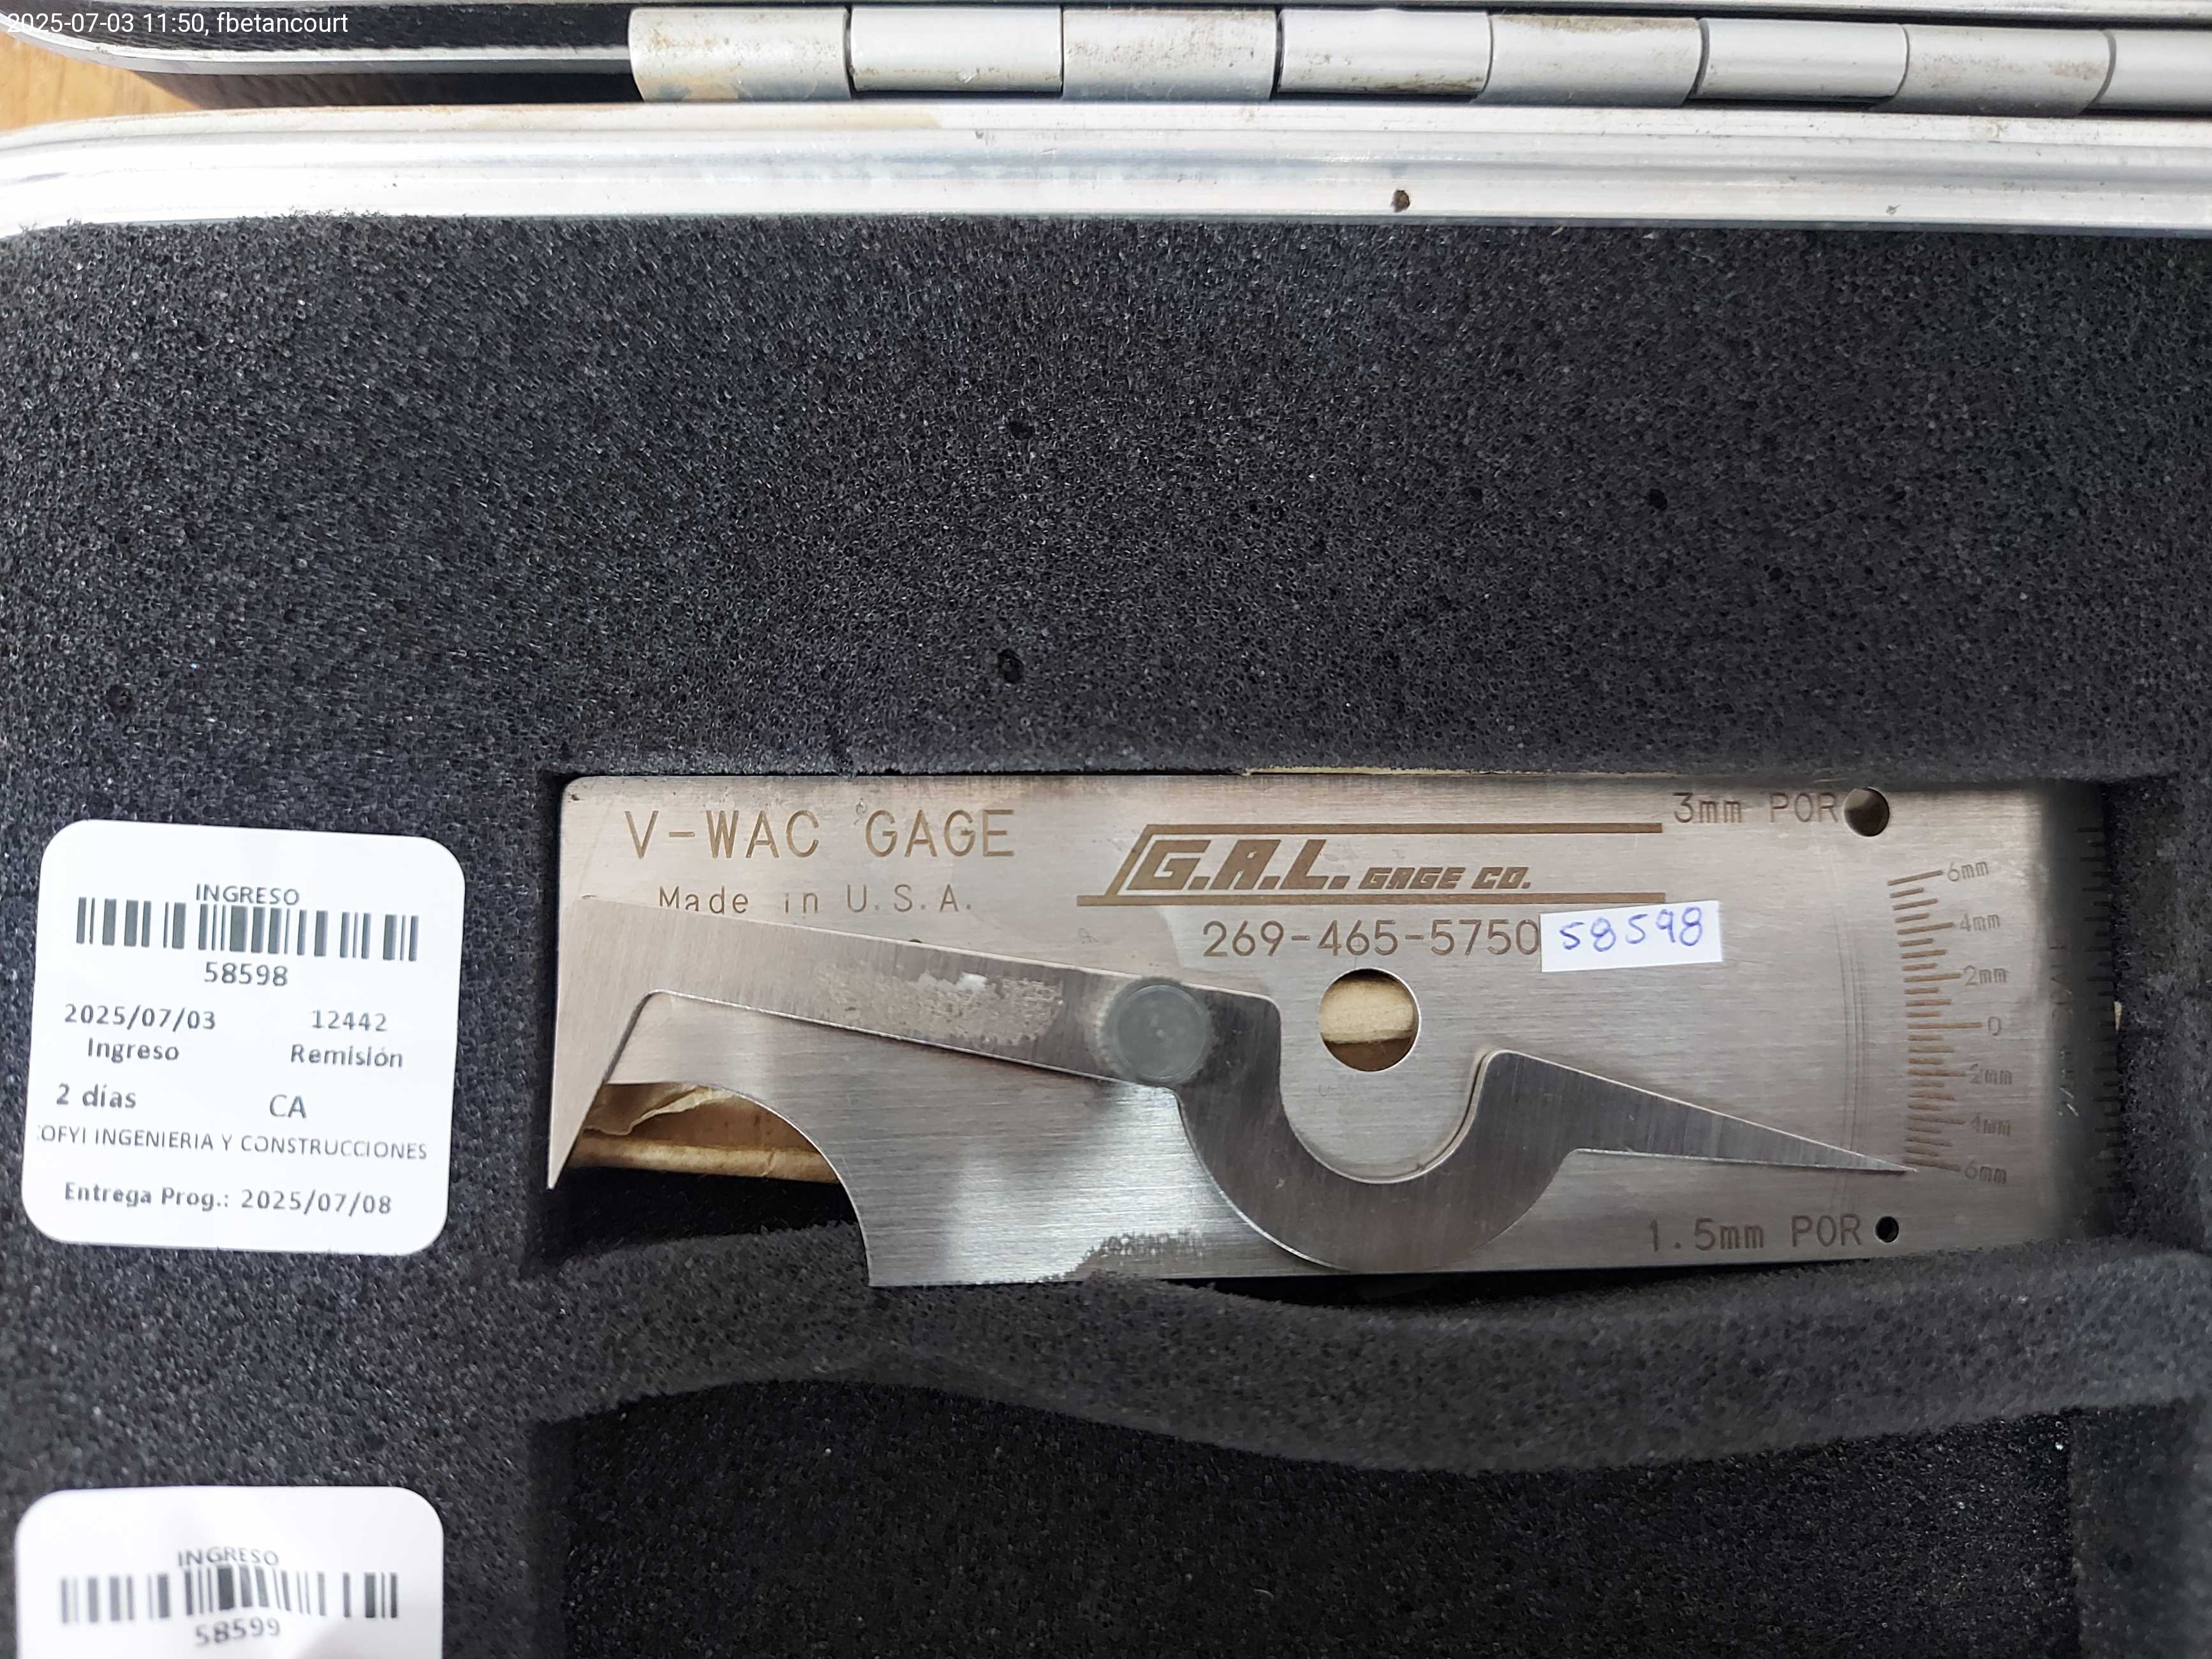 2025-07-03 11:50, fbetancourt
V-WAC GAGE
Made in U.S.A.
G.A.L. GAGE CO.
269-465-5750
58598
3mm POR
6mm
4mm
2mm
0
2mm
4mm
6mm
1.5mm POR
INGRESO
58598
2025/07/03 12442
Ingreso Remisión
2 días CA
OFYI INGENIERIA Y CONSTRUCCIONES
Entrega Prog.: 2025/07/08
INGRESO
58599